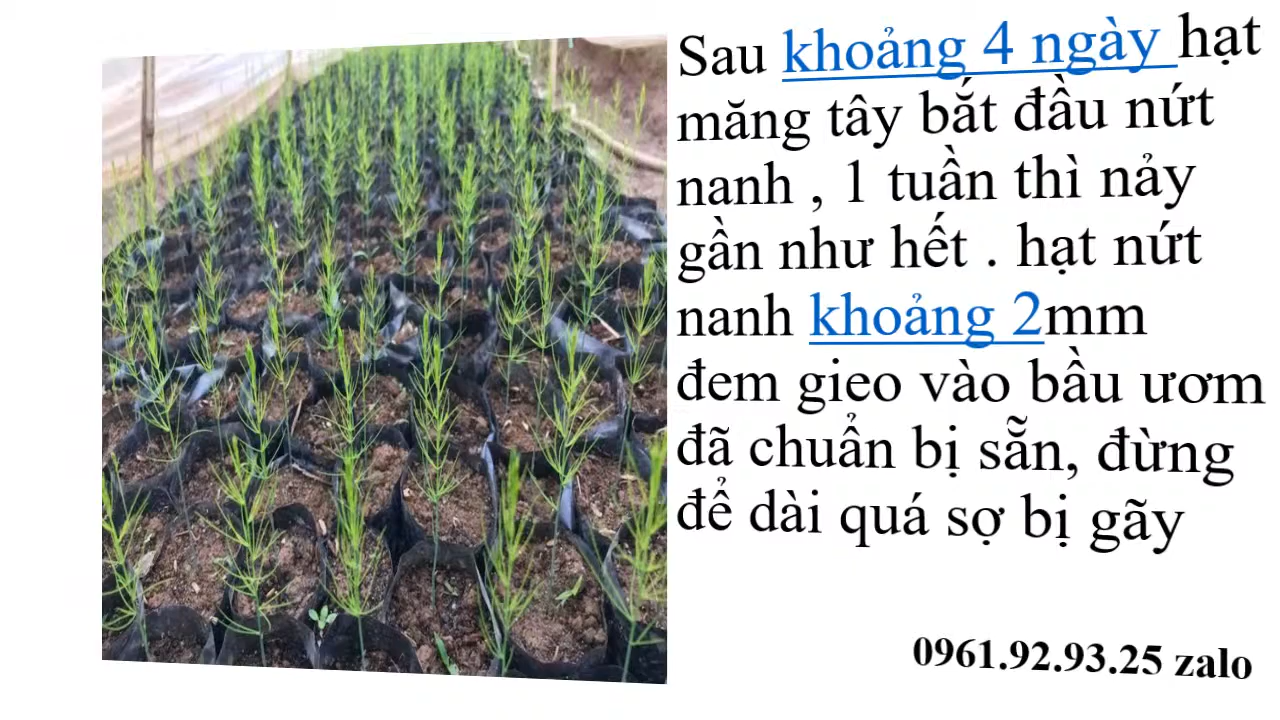 Sau khoảng 4 ngày hạt
măng tây bắt đầu nứt
nanh , 1 tuần thì nảy
gần như hết . hạt nứt
nanh khoảng 2mm
đem gieo vào bầu ươm
đã chuẩn bị sẵn, đừng
để dài quá sợ bị gãy
0961.92.93.25 zalo